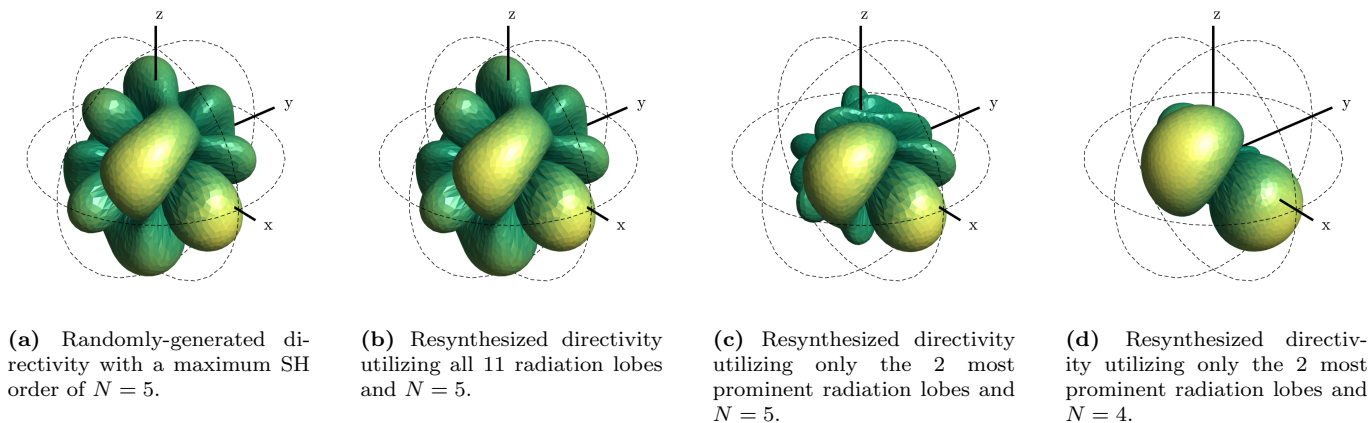 z
y
x
z
y
x
z
y
x
z
y
x
(a) Randomly-generated di-
rectivity with a maximum SH
order of N = 5.
(b) Resynthesized directivity
utilizing all 11 radiation lobes
and N = 5.
(c) Resynthesized directivity
utilizing only the 2 most
prominent radiation lobes and
N = 5.
(d) Resynthesized directiv-
ity utilizing only the 2 most
prominent radiation lobes and
N = 4.